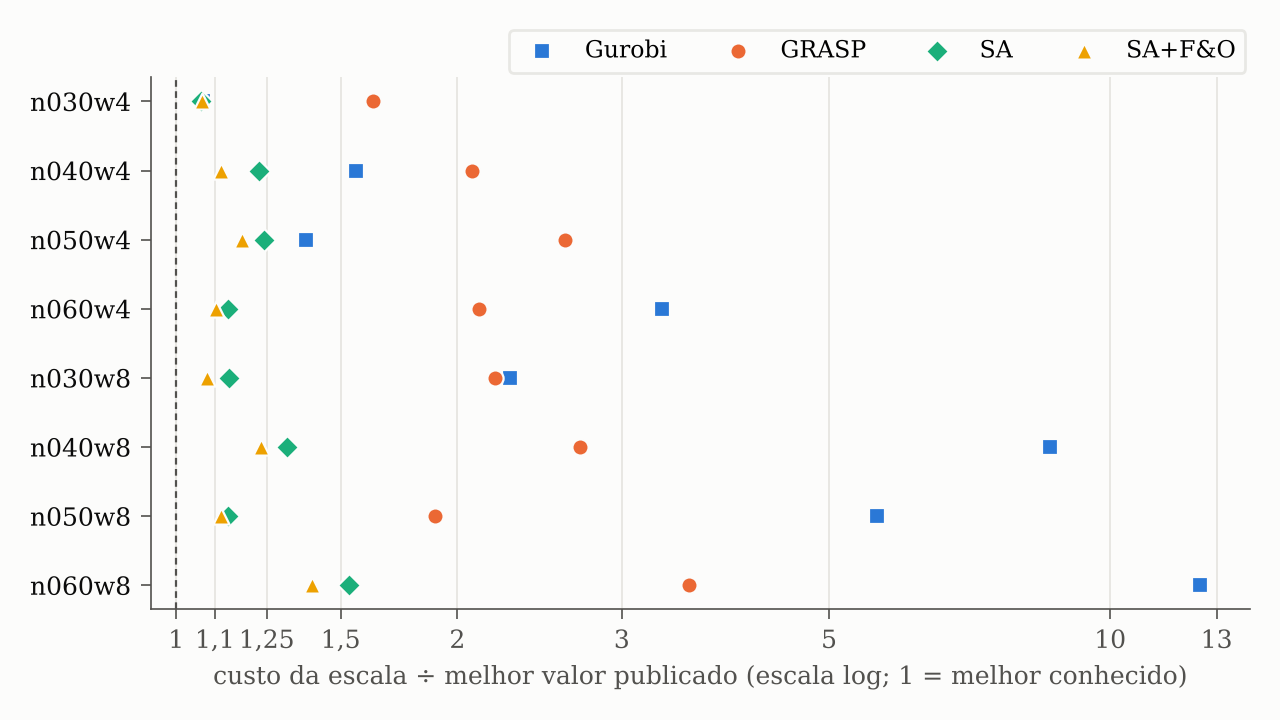 Gurobi GRASP SA SA+F&O
n030w4
n040w4
n050w4
n060w4
n030w8
n040w8
n050w8
n060w8
1 1,1 1,25 1,5 2 3 5 10 13
custo da escala ÷ melhor valor publicado (escala log; 1 = melhor conhecido)